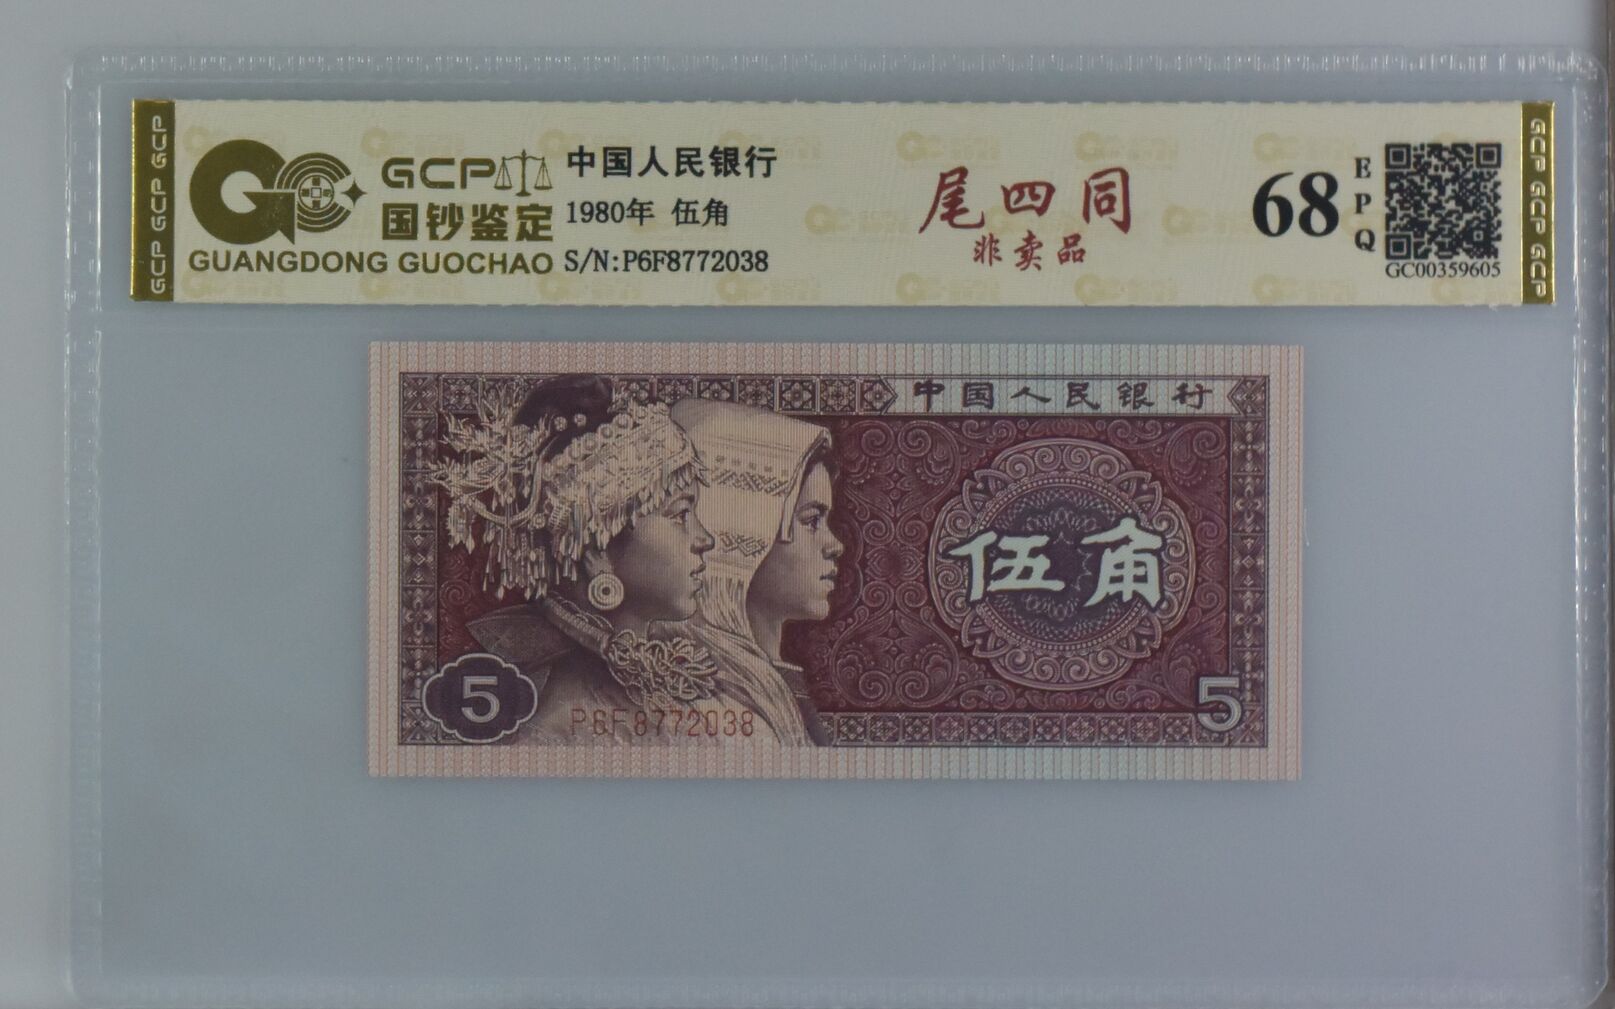 GCP GCP GCP
GCP
国钞鉴定
GUANGDONG GUOCHAO
中国人民银行
1980年 伍角
S/N:P6F8772038
尾四同
非卖品
68
EPQ
GC00359605
GCP GCP GCP
中国人民银行
伍角
5
P6F8772038
5